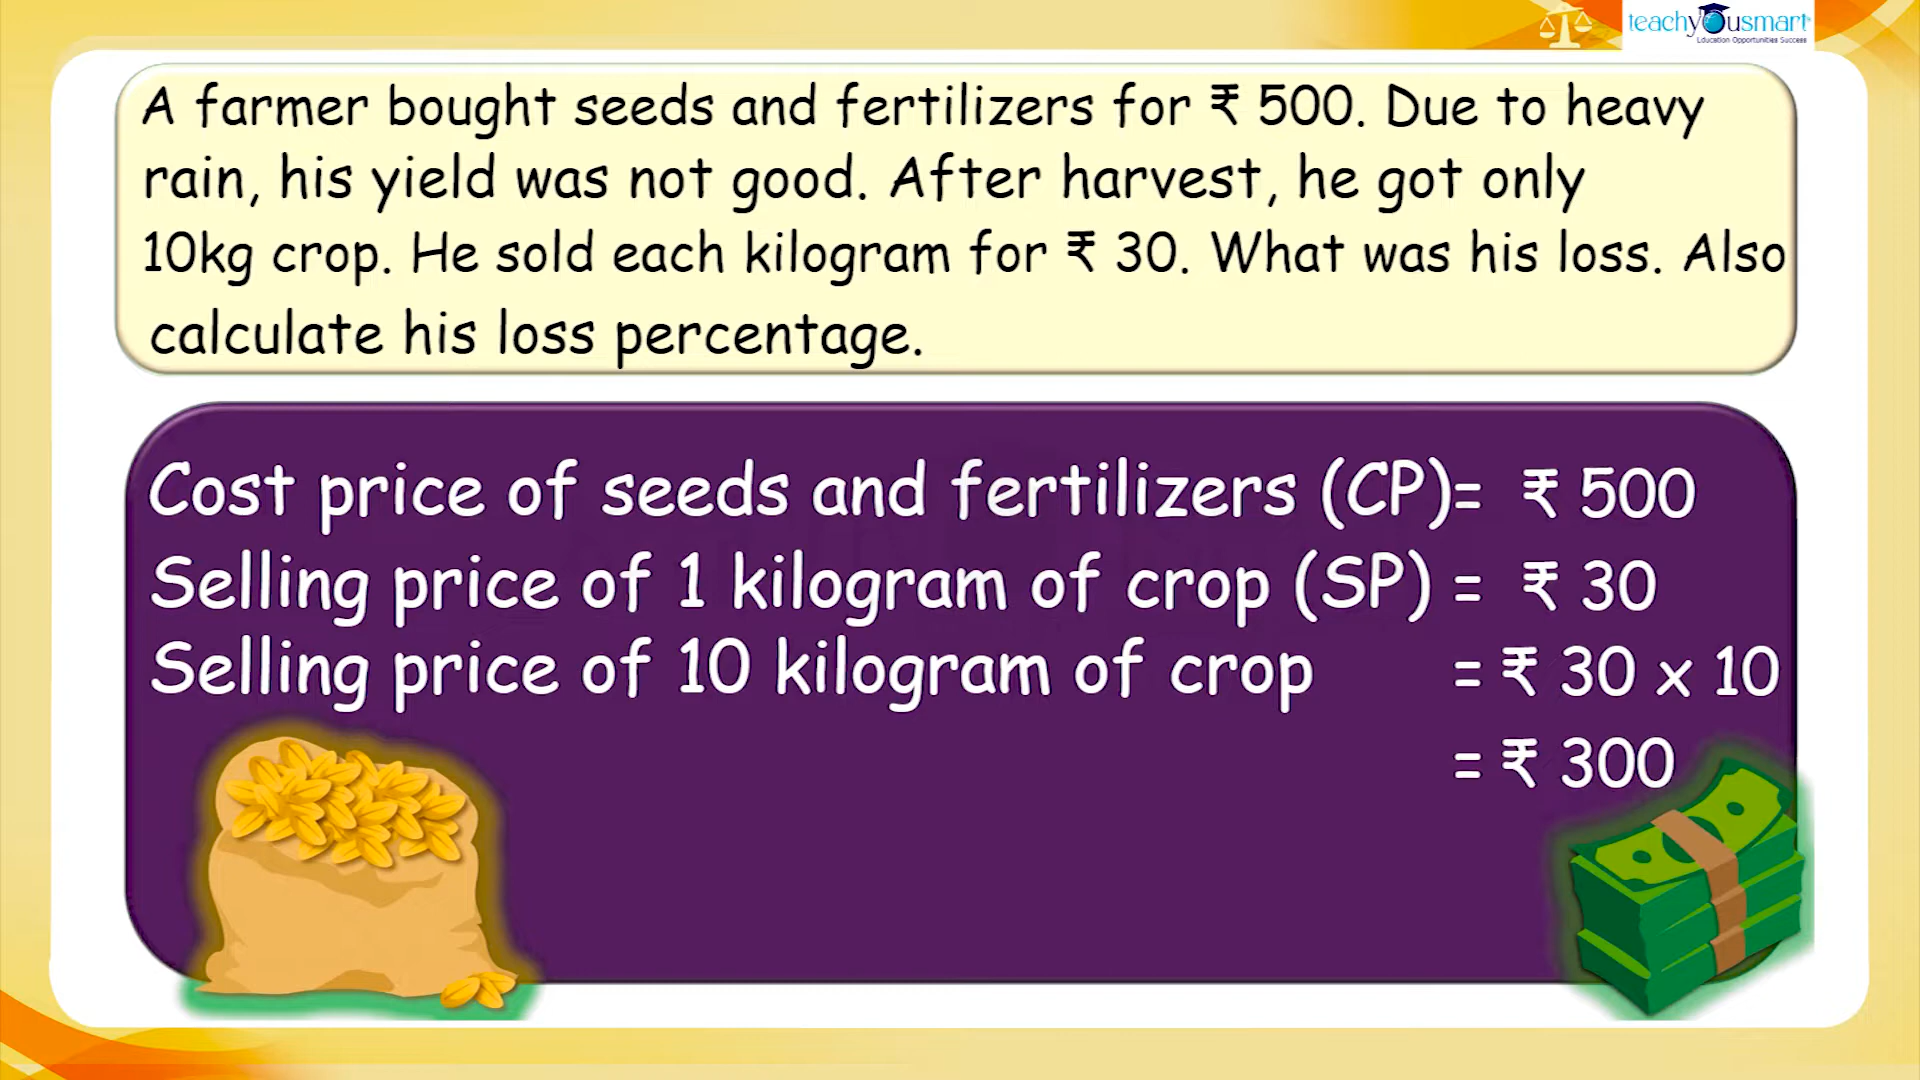 teachyousmart
Education Opportunities Success
A farmer bought seeds and fertilizers for ₹ 500. Due to heavy
rain, his yield was not good. After harvest, he got only
10kg crop. He sold each kilogram for ₹ 30. What was his loss. Also
calculate his loss percentage.
Cost price of seeds and fertilizers (CP)= ₹ 500
Selling price of 1 kilogram of crop (SP) = ₹ 30
Selling price of 10 kilogram of crop = ₹ 30 x 10
= ₹ 300